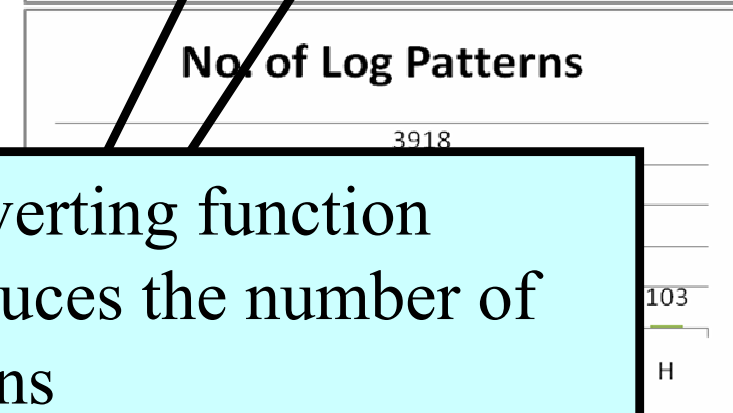 No. of Log Patterns
3918
verting function
uces the number of
103
ns
H